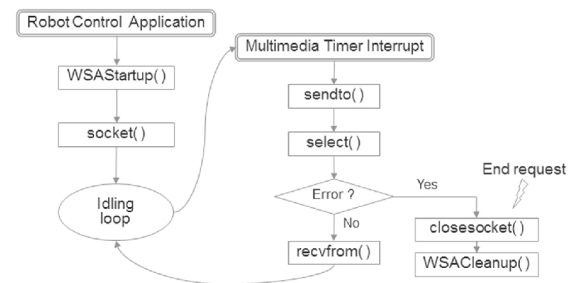 Robot Control Application
WSAStartup( )
socket( )
Idling
loop
Multimedia Timer Interrupt
sendto( )
select( )
Error ?
Yes
No
recvfrom( )
End request
closesocket( )
WSACleanup( )